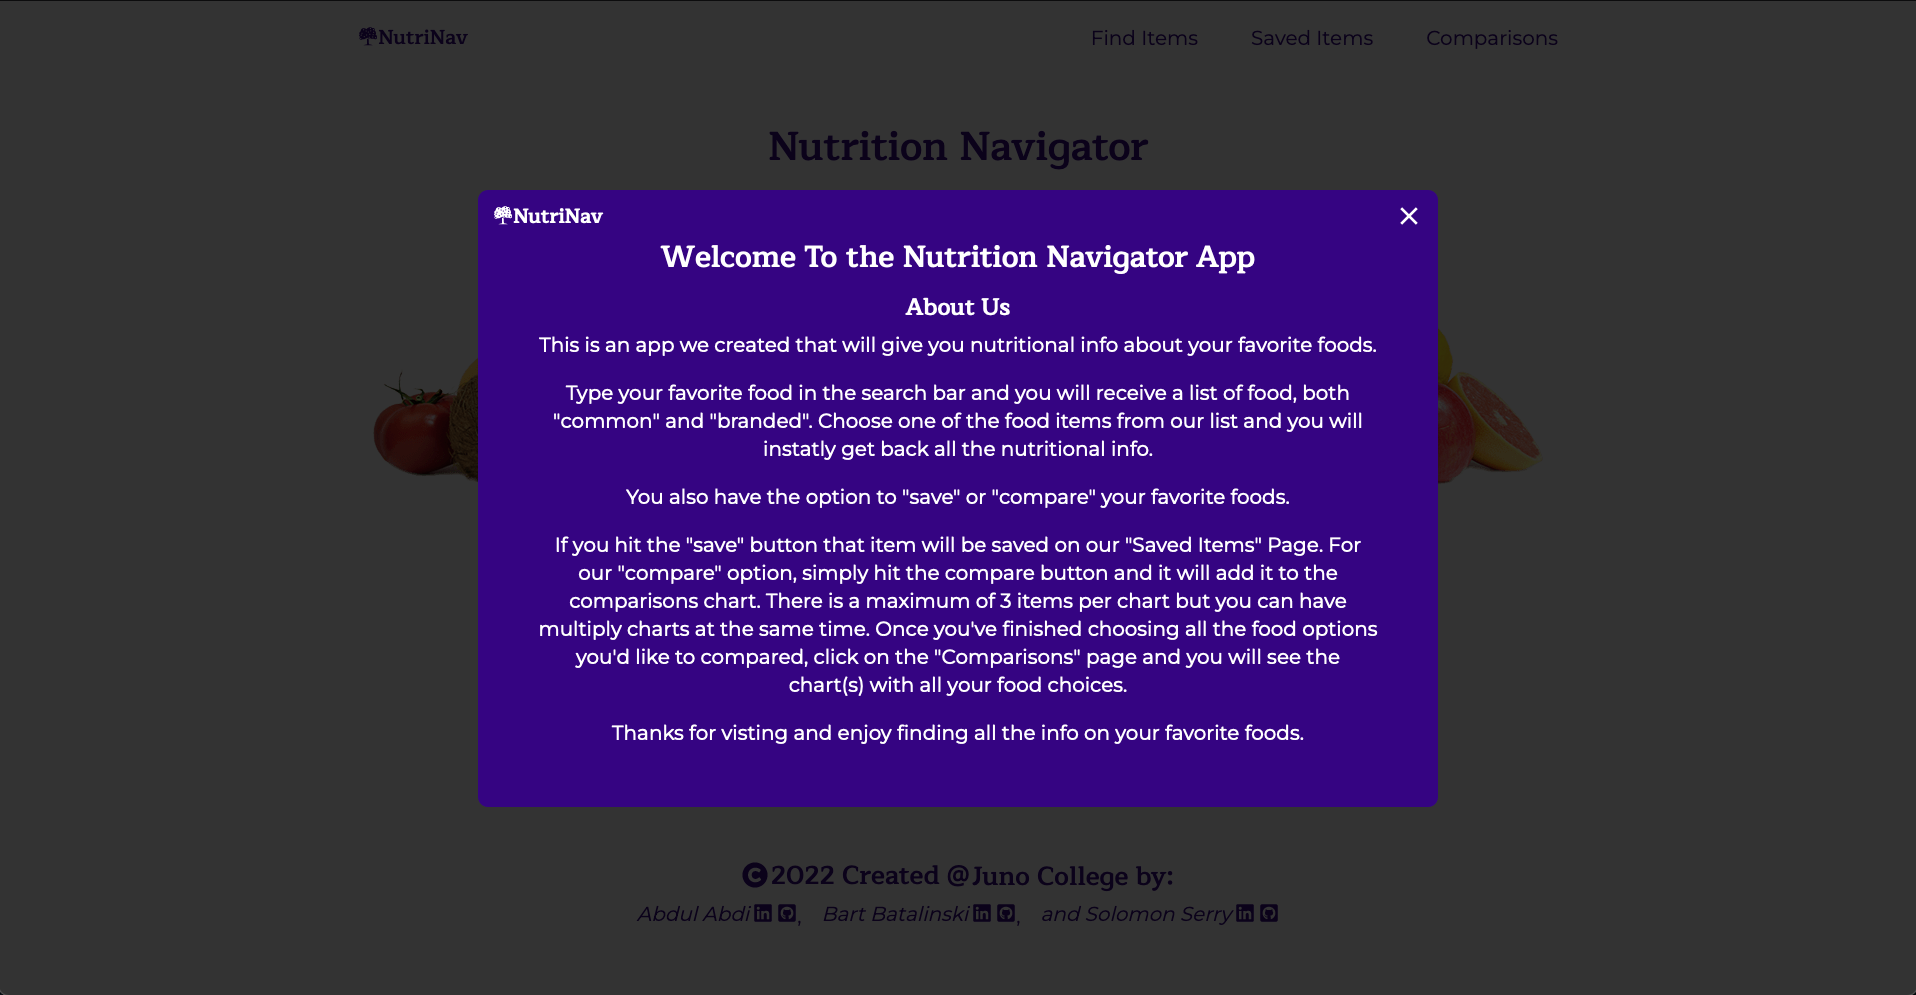 NutriNav
Find Items
Saved Items
Comparisons
Nutrition Navigator
NutriNav
Welcome To the Nutrition Navigator App
About Us
This is an app we created that will give you nutritional info about your favorite foods.
Type your favorite food in the search bar and you will receive a list of food, both
"common" and "branded". Choose one of the food items from our list and you will
instatly get back all the nutritional info.
You also have the option to "save" or "compare" your favorite foods.
If you hit the "save" button that item will be saved on our "Saved Items" Page. For
our "compare" option, simply hit the compare button and it will add it to the
comparisons chart. There is a maximum of 3 items per chart but you can have
multiply charts at the same time. Once you've finished choosing all the food options
you'd like to compared, click on the "Comparisons" page and you will see the
chart(s) with all your food choices.
Thanks for visting and enjoy finding all the info on your favorite foods.
©2022 Created @Juno College by:
Abdul Abdi in, Bart Batalinski in, and Solomon Serry in